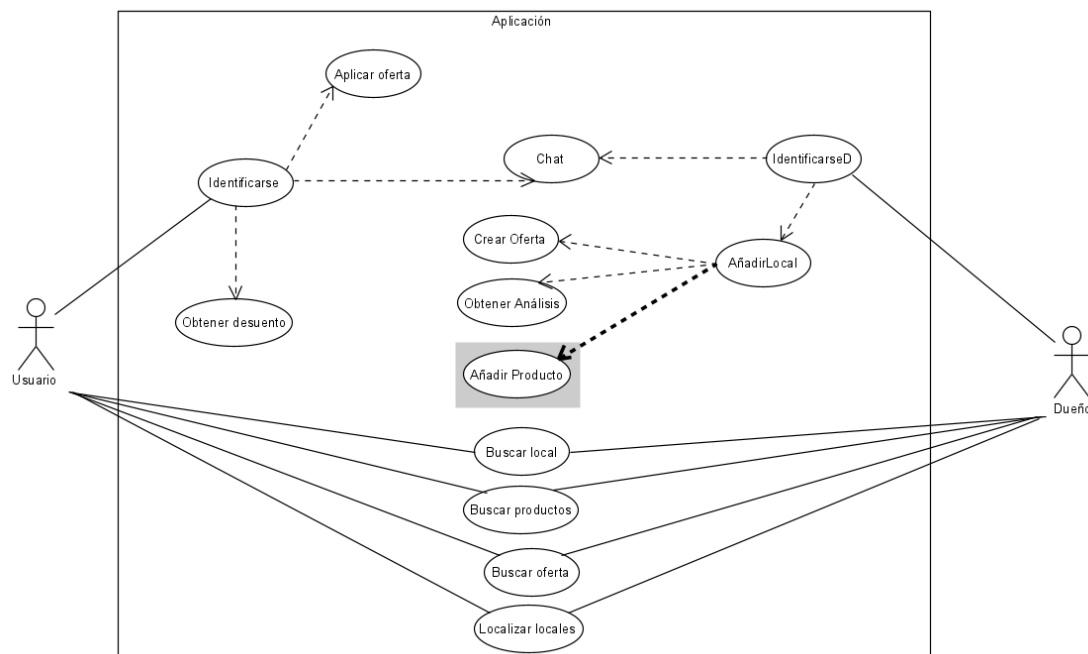 Aplicación
Aplicar oferta
Chat
IdentificarseD
Identificarse
Crear Oferta
AñadirLocal
Obtener Análisis
Obtener desuento
Añadir Producto
Usuario
Dueño
Buscar local
Buscar productos
Buscar oferta
Localizar locales